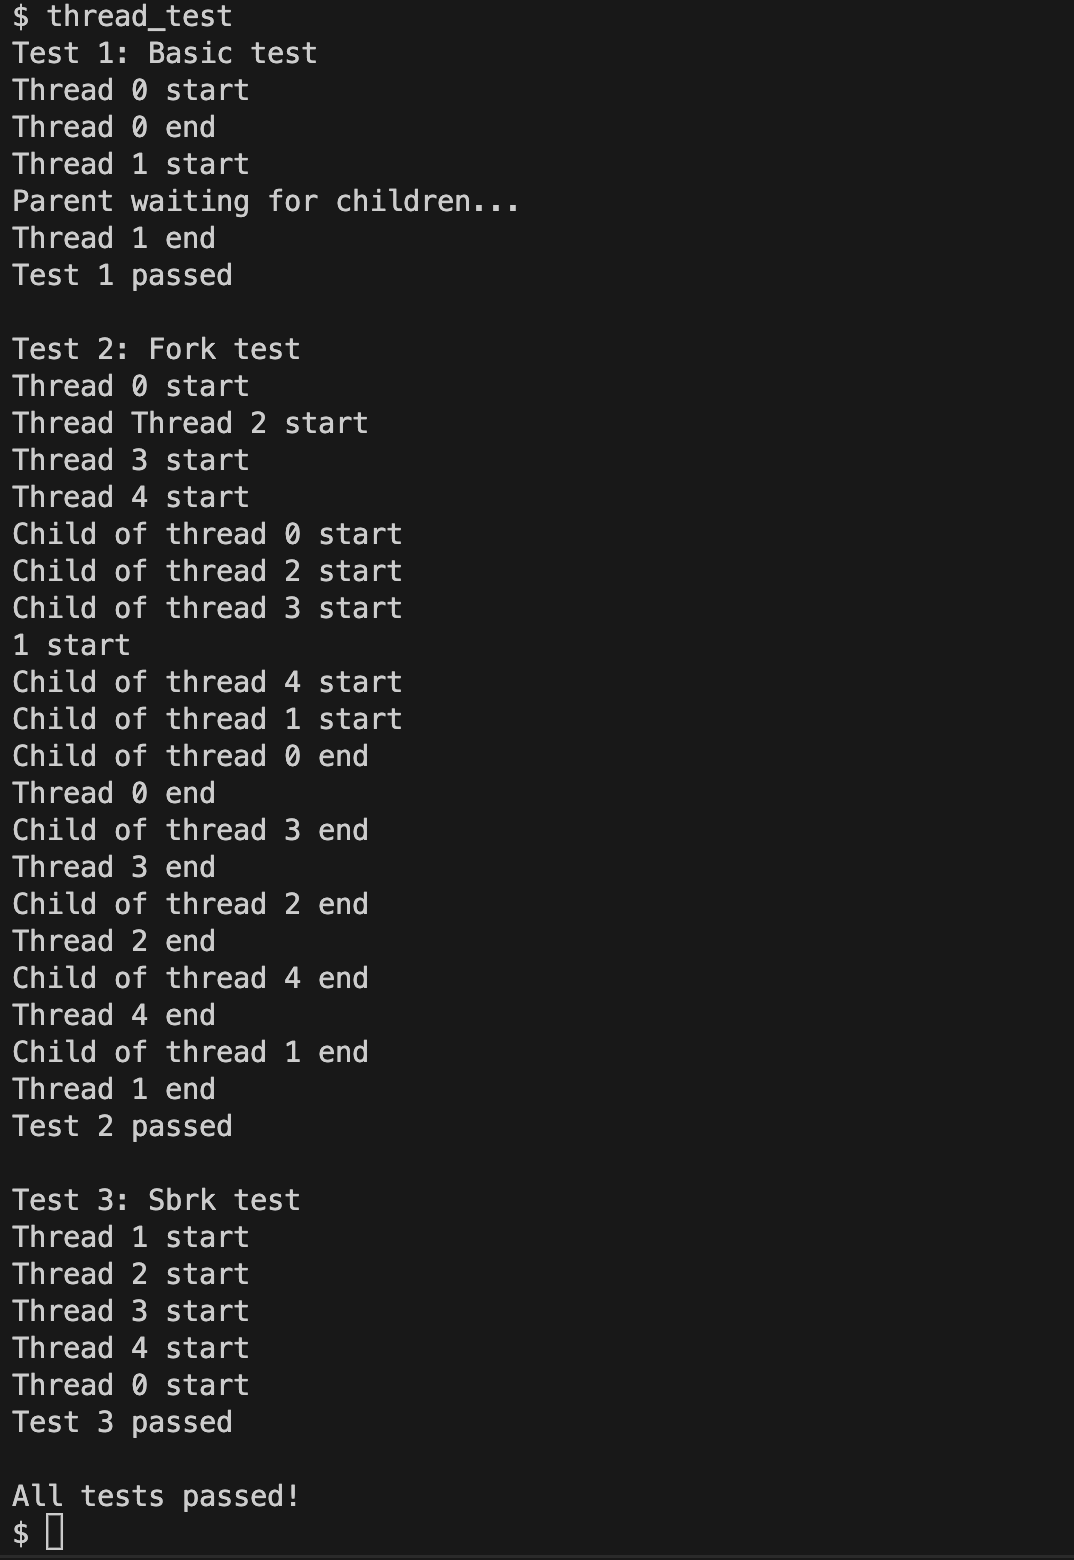 $ thread_test
Test 1: Basic test
Thread 0 start
Thread 0 end
Thread 1 start
Parent waiting for children...
Thread 1 end
Test 1 passed
Test 2: Fork test
Thread 0 start
Thread Thread 2 start
Thread 3 start
Thread 4 start
Child of thread 0 start
Child of thread 2 start
Child of thread 3 start
1 start
Child of thread 4 start
Child of thread 1 start
Child of thread 0 end
Thread 0 end
Child of thread 3 end
Thread 3 end
Child of thread 2 end
Thread 2 end
Child of thread 4 end
Thread 4 end
Child of thread 1 end
Thread 1 end
Test 2 passed
Test 3: Sbrk test
Thread 1 start
Thread 2 start
Thread 3 start
Thread 4 start
Thread 0 start
Test 3 passed
All tests passed!
$